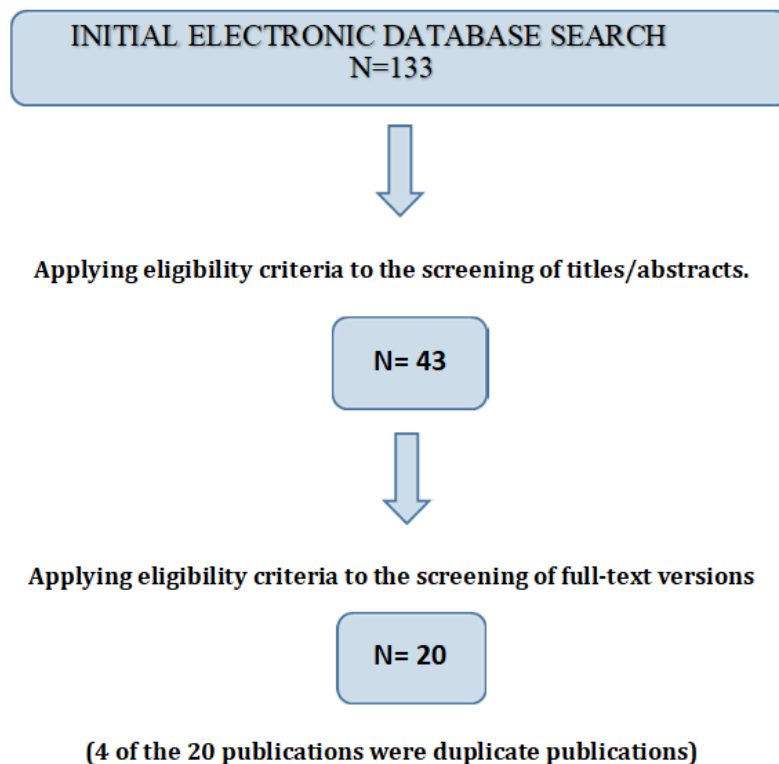 INITIAL ELECTRONIC DATABASE SEARCH
N=133
Applying eligibility criteria to the screening of titles/abstracts.
N= 43
Applying eligibility criteria to the screening of full-text versions
N= 20
(4 of the 20 publications were duplicate publications)